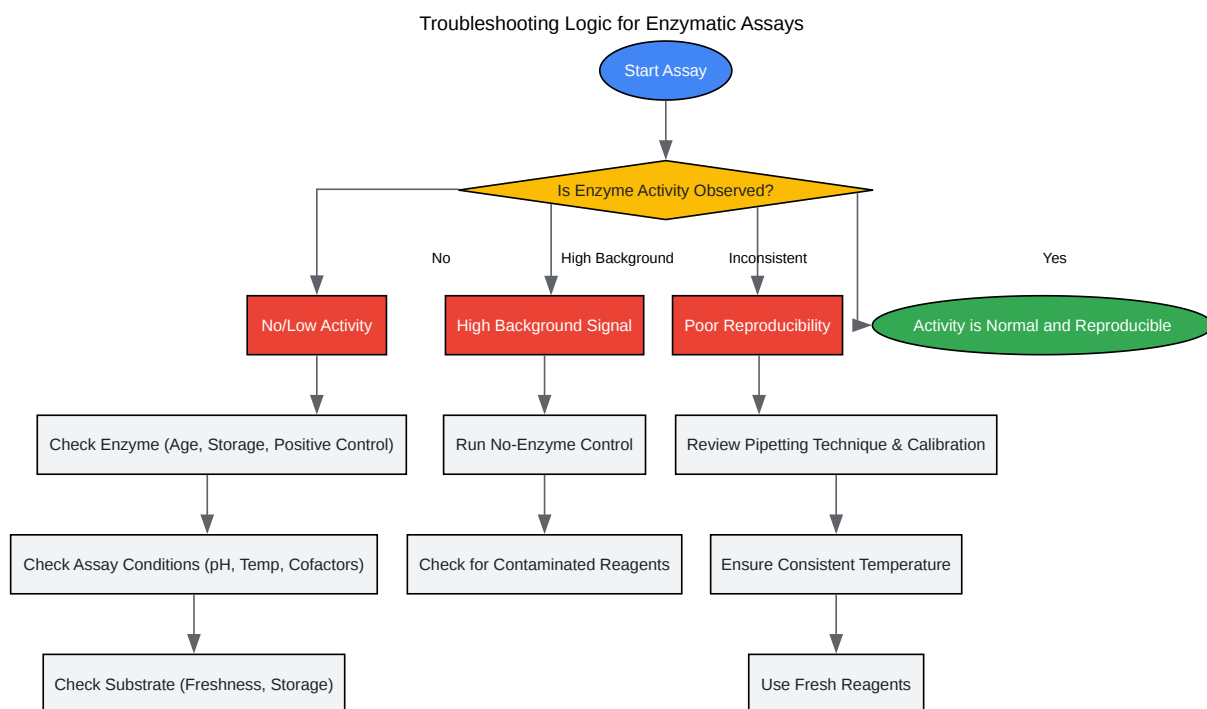 Troubleshooting Logic for Enzymatic Assays
Start Assay
Is Enzyme Activity Observed?
No
High Background
Inconsistent
Yes
No/Low Activity
High Background Signal
Poor Reproducibility
Activity is Normal and Reproducible
Check Enzyme (Age, Storage, Positive Control)
Run No-Enzyme Control
Review Pipetting Technique & Calibration
Check Assay Conditions (pH, Temp, Cofactors)
Check for Contaminated Reagents
Ensure Consistent Temperature
Check Substrate (Freshness, Storage)
Use Fresh Reagents